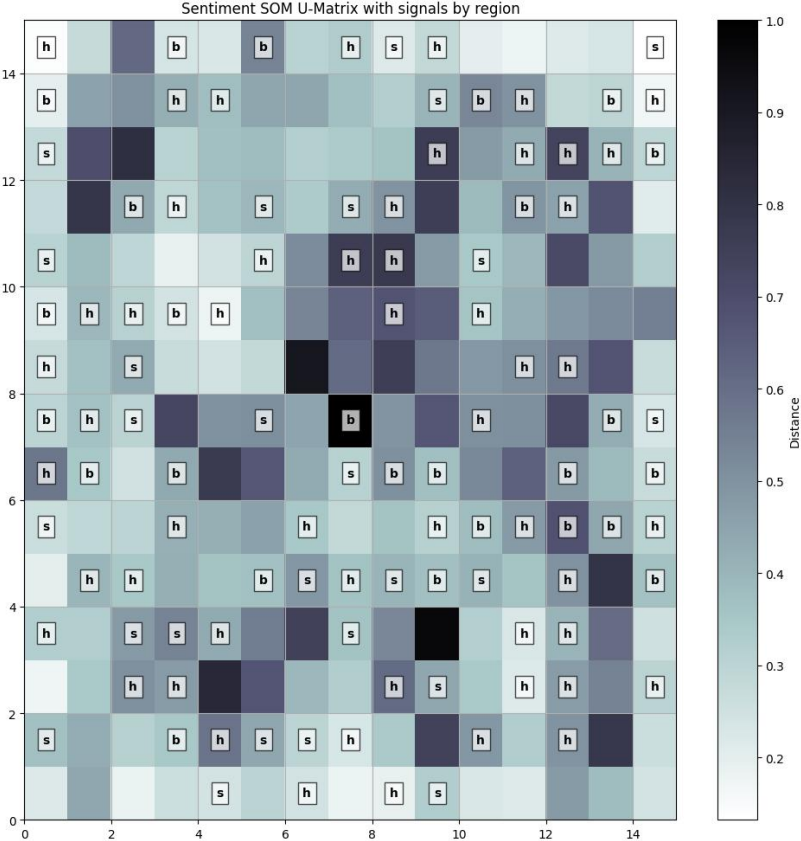 Sentiment SOM U-Matrix with signals by region
h b b h s h s
14
b h h s b h b h
s h h h h b
12
b h s s h b h
s h h h s
10
b h h b h h h
h s h h
8
b h s s b h b s
h b b s b b b b
6
s h h h b h b b h
h h b s h s b s h b
4
h s s h s h h
h h h s h h h
2
s b h s s h h h
s h h s
0
0 2 4 6 8 10 12 14
1.0
0.9
0.8
0.7
0.6
0.5
0.4
0.3
0.2
Distance